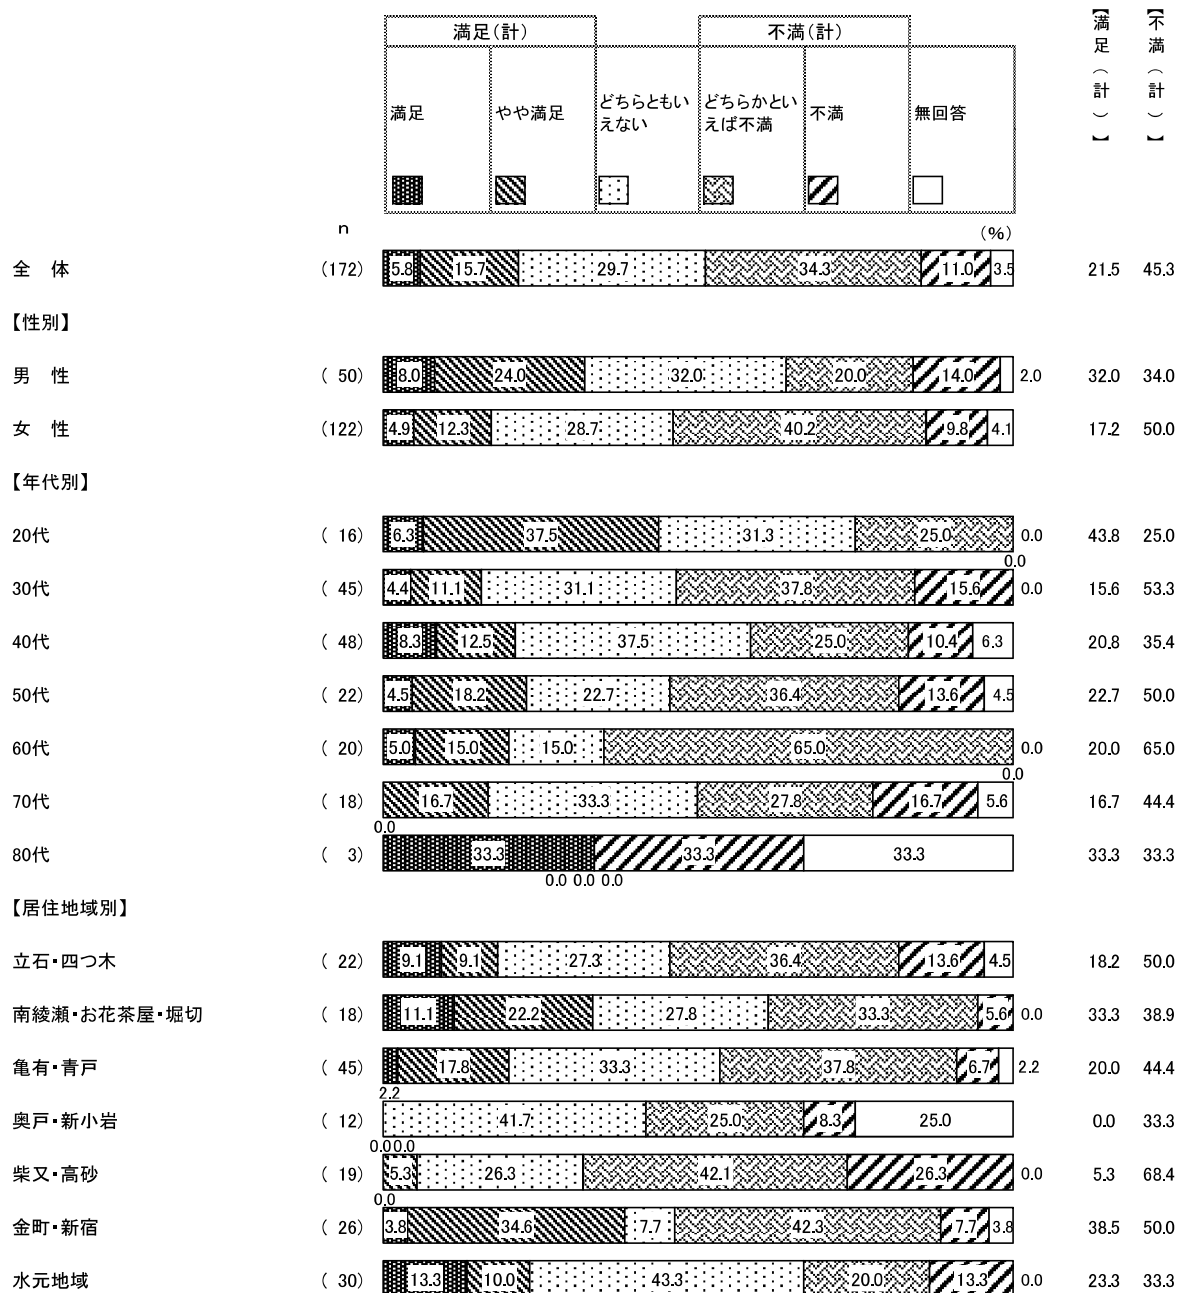 満足(計) 不満(計) 【満足(計)】 【不満(計)】
満足 やや満足 どちらともい どちらかとい 不満 無回答
えない えば不満
n (%)
全 体 (172) 5.8 15.7 29.7 34.3 11.0 3.5 21.5 45.3
【性別】
男 性 ( 50) 8.0 24.0 32.0 20.0 14.0 2.0 32.0 34.0
女 性 (122) 4.9 12.3 28.7 40.2 9.8 4.1 17.2 50.0
【年代別】
20代 ( 16) 6.3 37.5 31.3 25.0 0.0 43.8 25.0
0.0
30代 ( 45) 4.4 11.1 31.1 37.8 15.6 0.0 15.6 53.3
40代 ( 48) 8.3 12.5 37.5 25.0 10.4 6.3 20.8 35.4
50代 ( 22) 4.5 18.2 22.7 36.4 13.6 4.5 22.7 50.0
60代 ( 20) 5.0 15.0 15.0 65.0 0.0 20.0 65.0
0.0
70代 ( 18) 16.7 33.3 27.8 16.7 5.6 16.7 44.4
0.0
80代 ( 3) 33.3 33.3 33.3 33.3 33.3
0.0 0.0 0.0
【居住地域別】
立石・四つ木 ( 22) 9.1 9.1 27.3 36.4 13.6 4.5 18.2 50.0
南綾瀬・お花茶屋・堀切 ( 18) 11.1 22.2 27.8 33.3 5.6 0.0 33.3 38.9
亀有・青戸 ( 45) 17.8 33.3 37.8 6.7 2.2 20.0 44.4
2.2
奥戸・新小岩 ( 12) 41.7 25.0 8.3 25.0 0.0 33.3
0.0 0.0
柴又・高砂 ( 19) 5.3 26.3 42.1 26.3 0.0 5.3 68.4
0.0
金町・新宿 ( 26) 3.8 34.6 7.7 42.3 7.7 3.8 38.5 50.0
水元地域 ( 30) 13.3 10.0 43.3 20.0 13.3 0.0 23.3 33.3